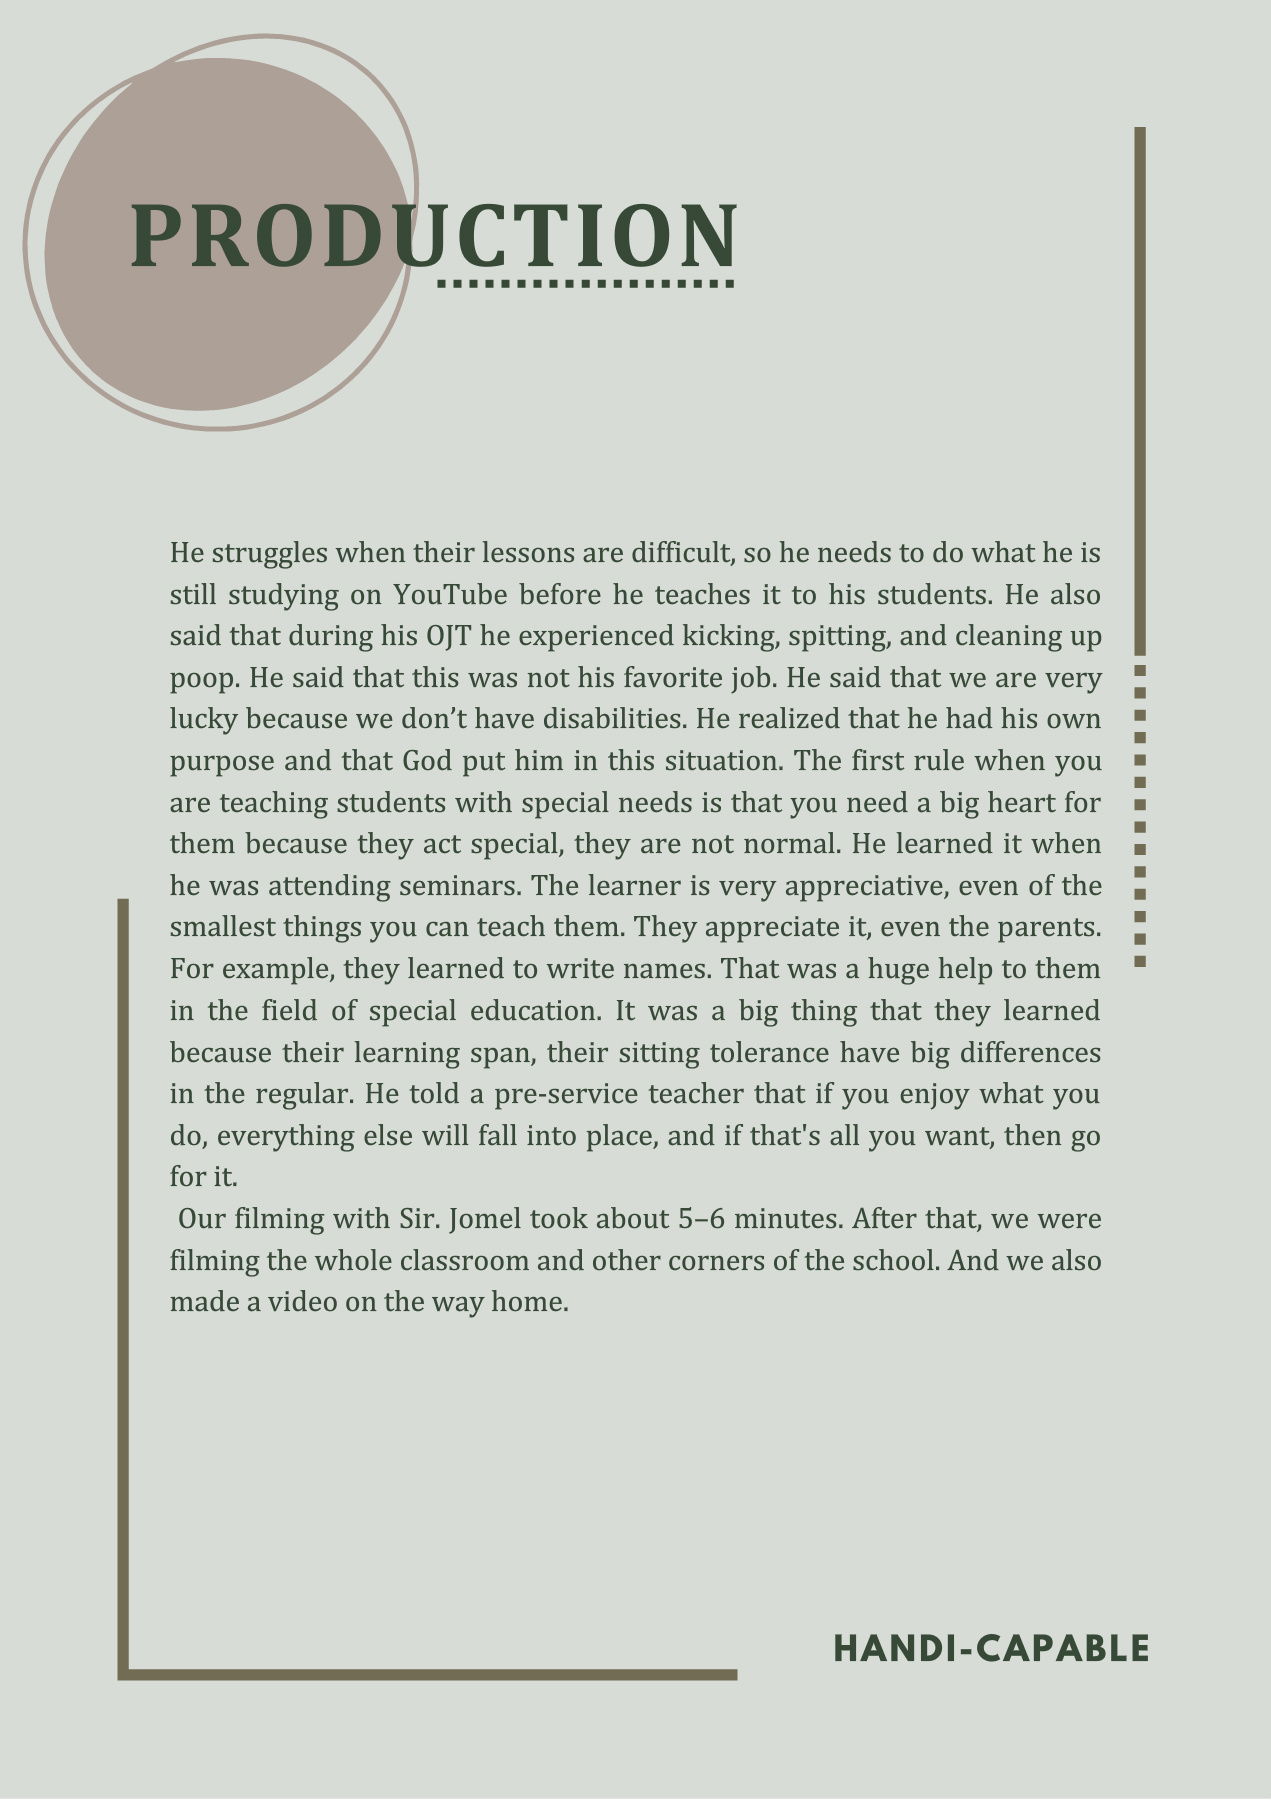 PRODUCTION
He struggles when their lessons are difficult, so he needs to do what he is
still studying on YouTube before he teaches it to his students. He also
said that during his OJT he experienced kicking, spitting, and cleaning up
poop. He said that this was not his favorite job. He said that we are very
lucky because we don’t have disabilities. He realized that he had his own
purpose and that God put him in this situation. The first rule when you
are teaching students with special needs is that you need a big heart for
them because they act special, they are not normal. He learned it when
he was attending seminars. The learner is very appreciative, even of the
smallest things you can teach them. They appreciate it, even the parents.
For example, they learned to write names. That was a huge help to them
in the field of special education. It was a big thing that they learned
because their learning span, their sitting tolerance have big differences
in the regular. He told a pre-service teacher that if you enjoy what you
do, everything else will fall into place, and if that's all you want, then go
for it.
Our filming with Sir. Jomel took about 5–6 minutes. After that, we were
filming the whole classroom and other corners of the school. And we also
made a video on the way home.
HANDI-CAPABLE